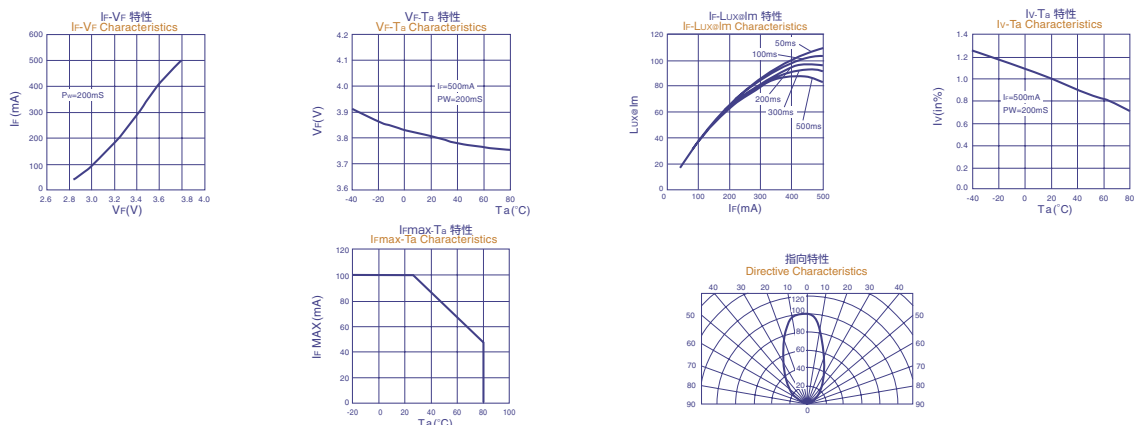 IF-VF 特性
IF-VF Characteristics
600
500
400
300
200
100
0
IF (mA)
Pw=200mS
2.6 2.8 3.0 3.2 3.4 3.6 3.8 4.0
VF(V)
VF-Ta 特性
VF-Ta Characteristics
4.2
4.1
4.0
3.9
3.8
3.7
3.6
VF(V)
IF=500mA
PW=200mS
-40 -20 0 20 40 60 80
Ta(°C)
IF-LUX@Im 特性
IF-LUX@Im Characteristics
120
100
80
60
40
20
0
LUX@Im
50ms
100ms
200ms
300ms
500ms
0 100 200 300 400 500
IF(mA)
Iv-Ta 特性
Iv-Ta Characteristics
1.4
1.2
1.0
0.8
0.6
0.4
0.2
0.0
Iv(in%)
IF=500mA
PW=200mS
-40 -20 0 20 40 60 80
Ta(°C)
IFmax-Ta 特性
IFmax-Ta Characteristics
120
100
80
60
40
20
0
IF MAX (mA)
-20 0 20 40 60 80 100
Ta(°C)
指向特性
Directive Characteristics
40 30 20 10 0 10 20 30 40
50 60 70 80 90
50 60 70 80 90
120
100
80
60
40
20
0